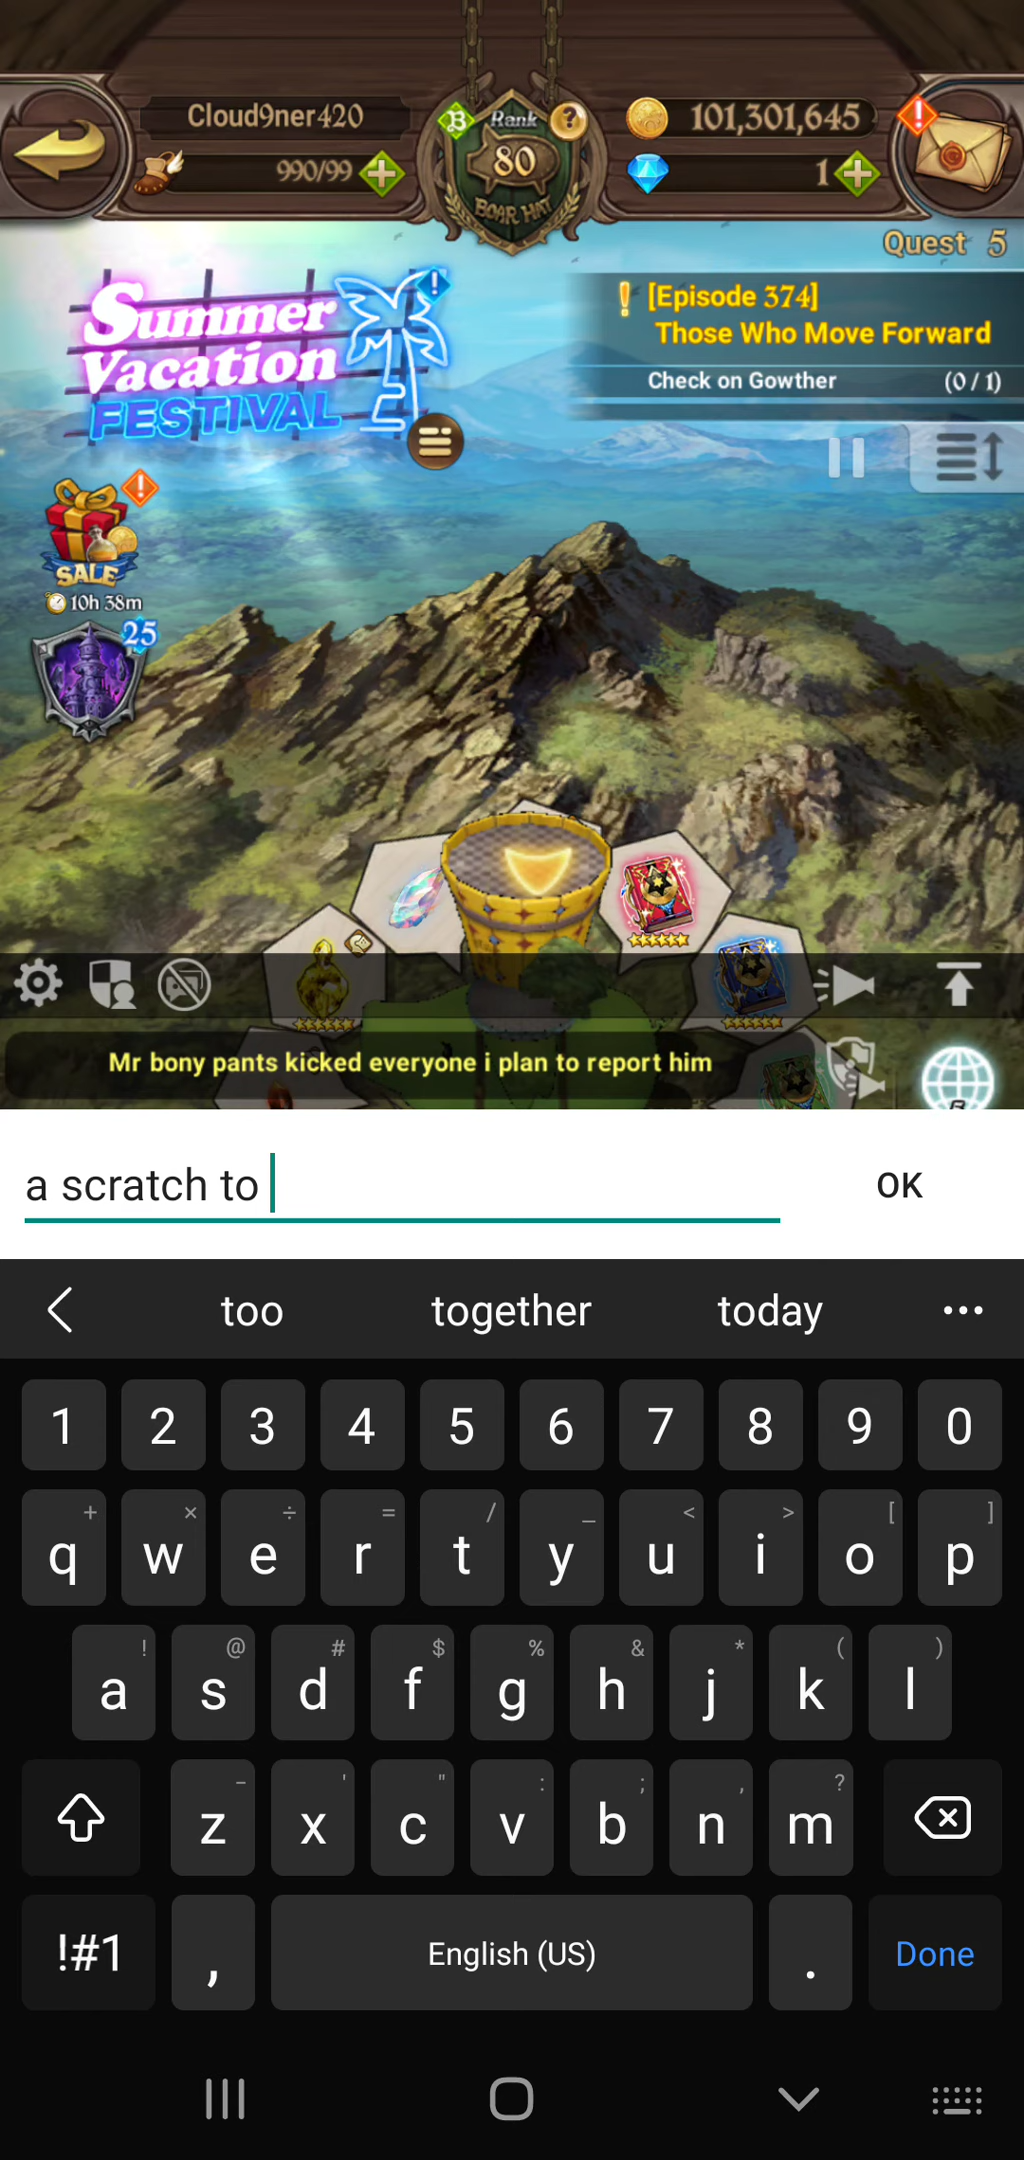 Cloud9ner420
990/99
B
Rank
?
80
BOAR HAT
101,301,645
1
Quest 5
Summer
Vacation
FESTIVAL
[Episode 374]
Those Who Move Forward
Check on Gowther (0/1)
SALE
10h 38m
25
Mr bony pants kicked everyone i plan to report him
a scratch to
OK
too together today
1 2 3 4 5 6 7 8 9 0
+ × ÷ = / _ < > [ ]
q w e r t y u i o p
! @ # $ % & * ( )
a s d f g h j k l
- ' " : ; , ?
z x c v b n m
!#1 , English (US) . Done